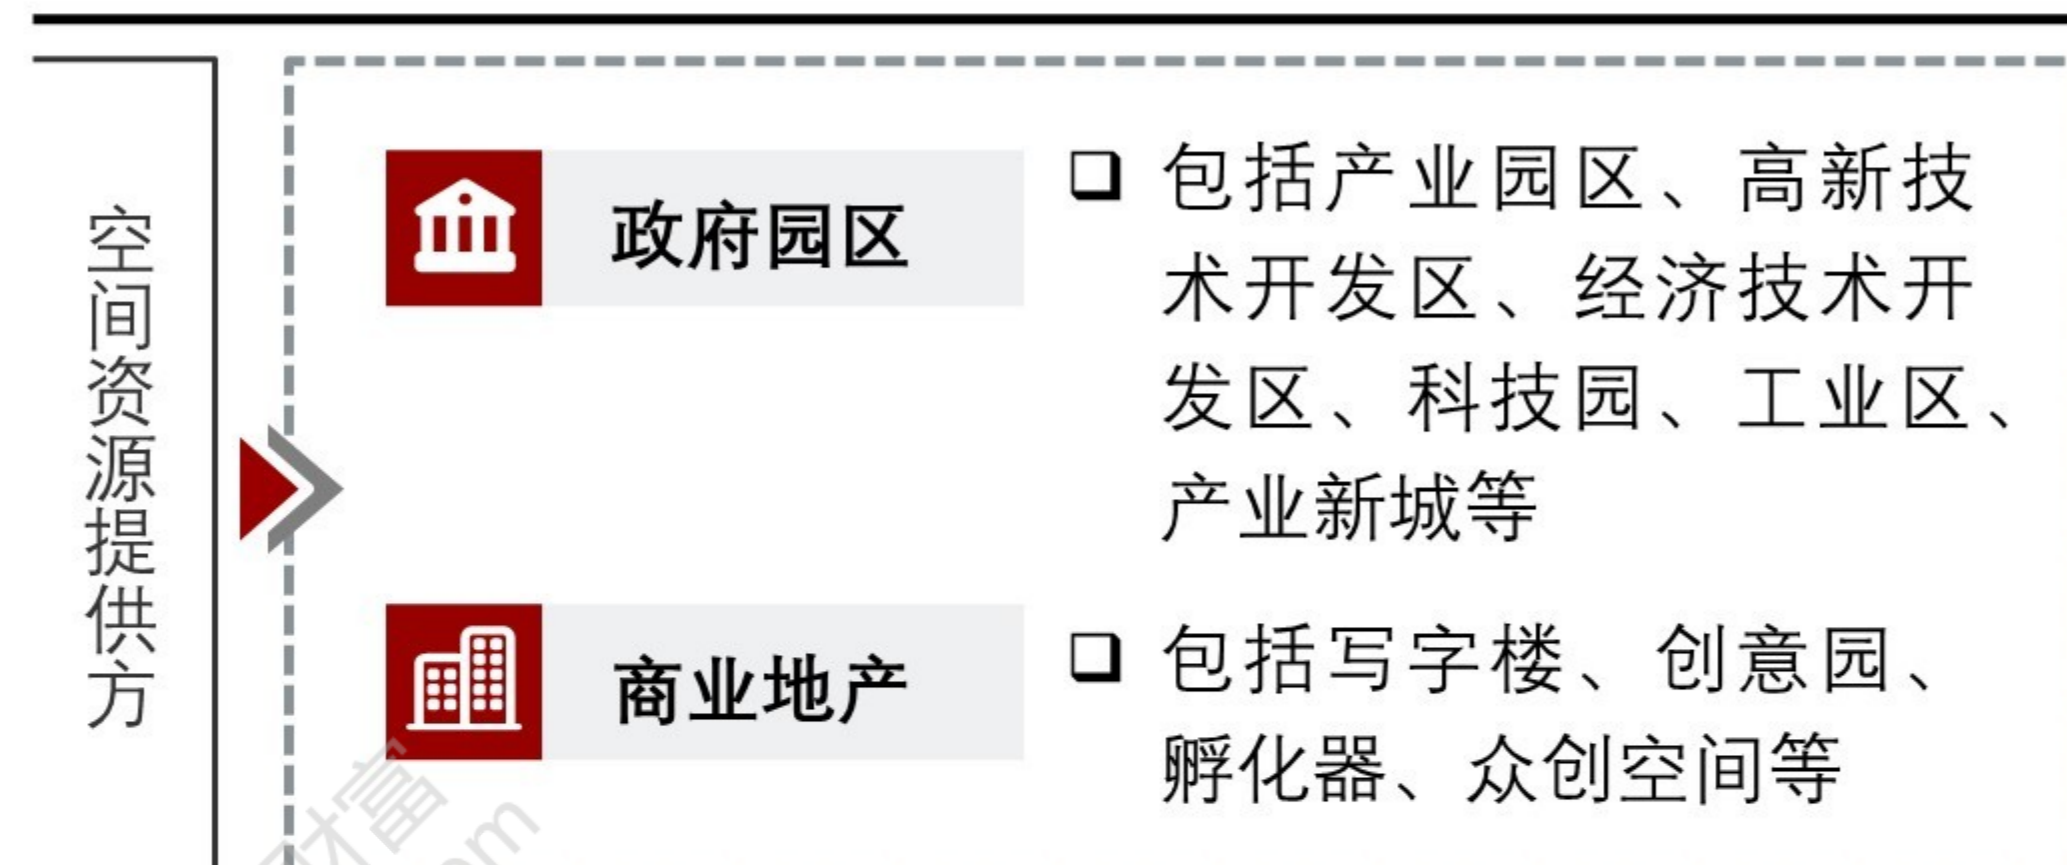 空间资源提供方
政府园区
包括产业园区、高新技
术开发区、经济技术开
发区、科技园、工业区、
产业新城等
商业地产
包括写字楼、创意园、
孵化器、众创空间等
财富
om